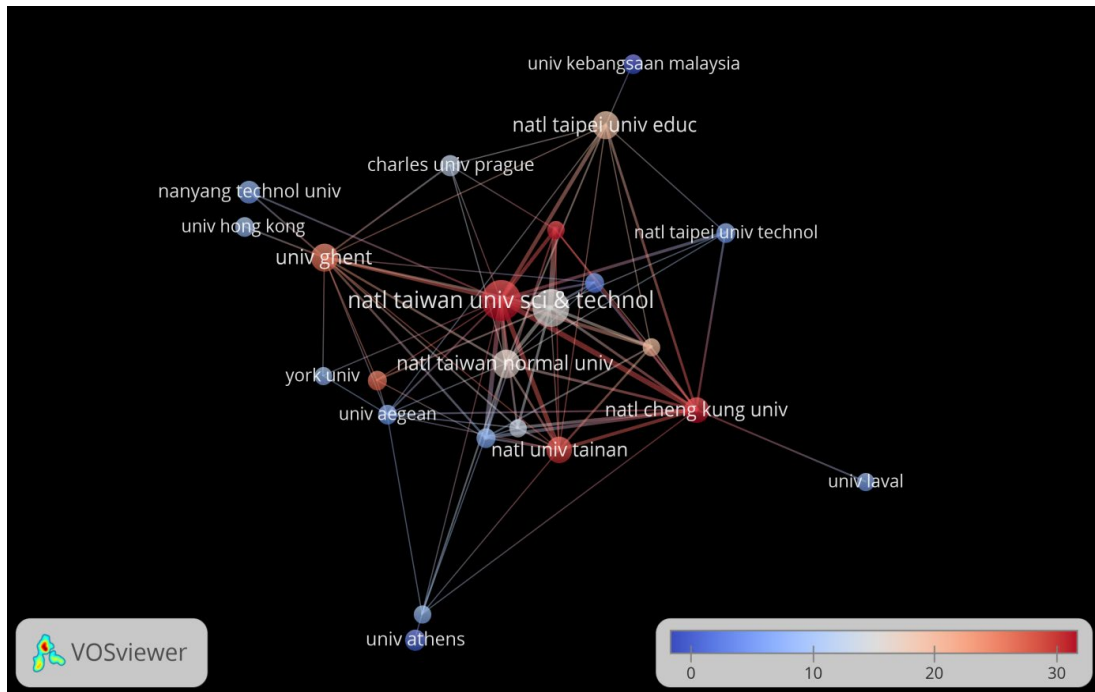 univ kebangsaan malaysia
natl taipei univ educ
charles univ prague
nanyang technol univ
univ hong kong
natl taipei univ technol
univ ghent
natl taiwan univ sci & technol
natl taiwan normal univ
york univ
univ aegean
natl cheng kung univ
natl univ tainan
univ laval
univ athens
VOSviewer
0 10 20 30